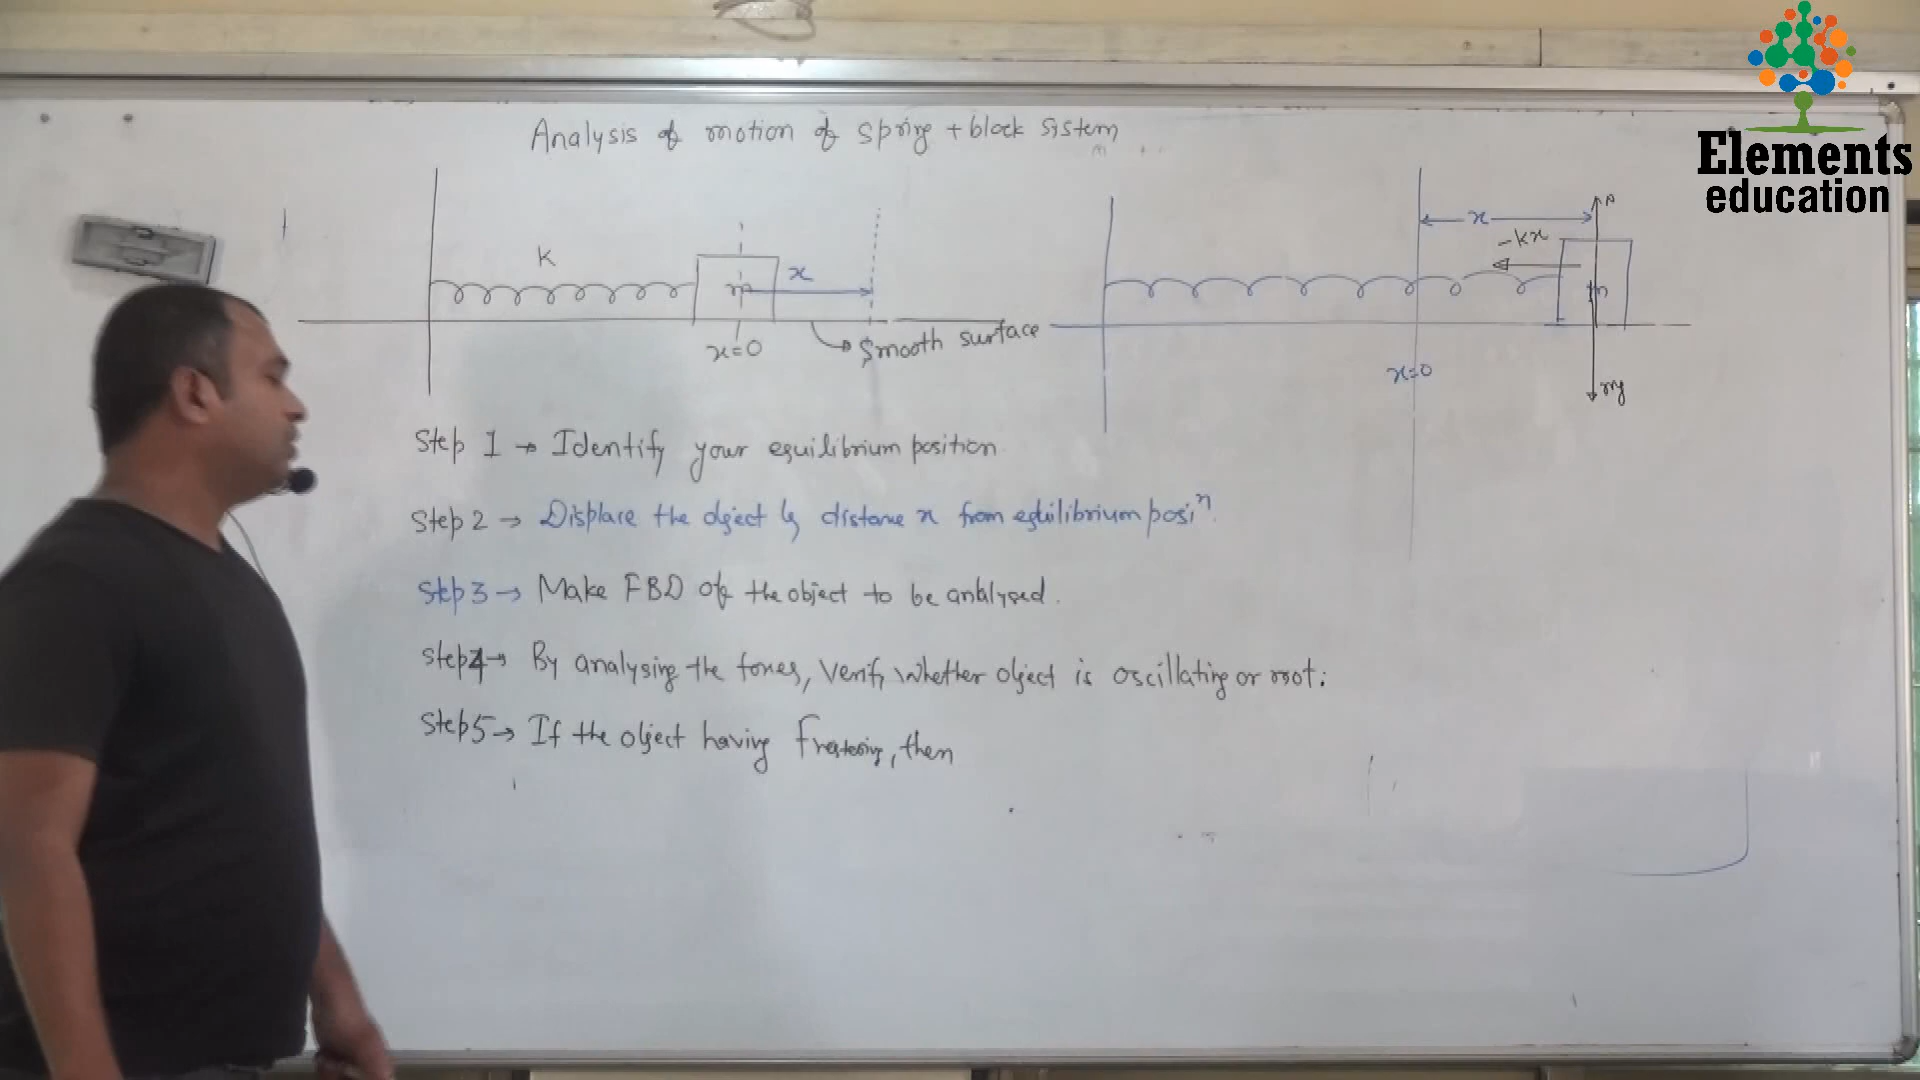 Elements
education
Analysis of motion of spring + block system
K
m
x
x=0
Smooth surface
x
-kx
N
m
x=0
mg
Step 1 → Identify your equilibrium position
Step 2 → Displace the object by distance x from equilibrium posiⁿ.
Step 3 → Make FBD of the object to be analysed.
Step 4 → By analysing the forces, verify whether object is oscillating or not.
Step 5 → If the object having Frestoring, then